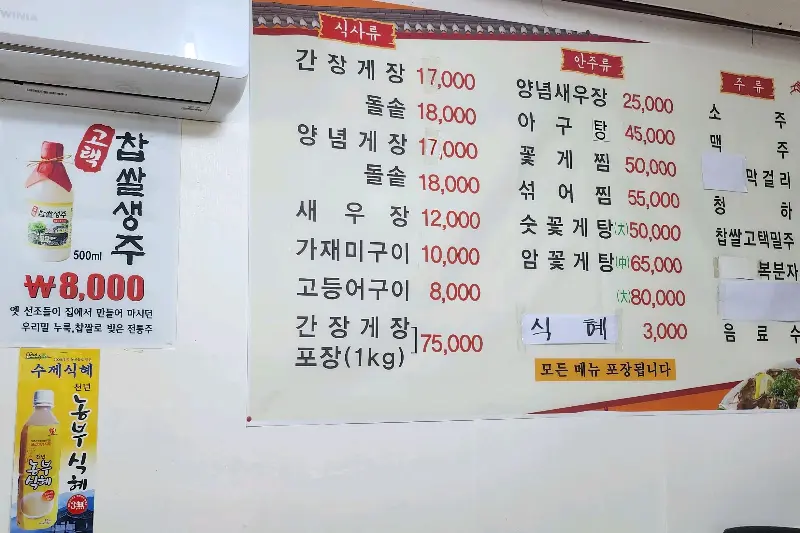 WINIA
고택
찹쌀생주
500ml
₩8,000
옛 선조들이 집에서 만들어 마시던
우리밀 누룩,찹쌀로 빚은 전통주
수제식혜
천년
농부식혜
농부
식혜
3無
식사류
간장게장 17,000
돌솥 18,000
양념게장 17,000
돌솥 18,000
새우장 12,000
가재미구이 10,000
고등어구이 8,000
간장게장
포장(1kg) 75,000
안주류
양념새우장 25,000
아구탕 45,000
꽃게찜 50,000
섞어찜 55,000
숫꽃게탕(大)50,000
암꽃게탕(中)65,000
(大)80,000
식혜 3,000
모든 메뉴 포장됩니다
주류
소주
맥주
막걸리
청하
찹쌀고택밀주
복분자
음료수